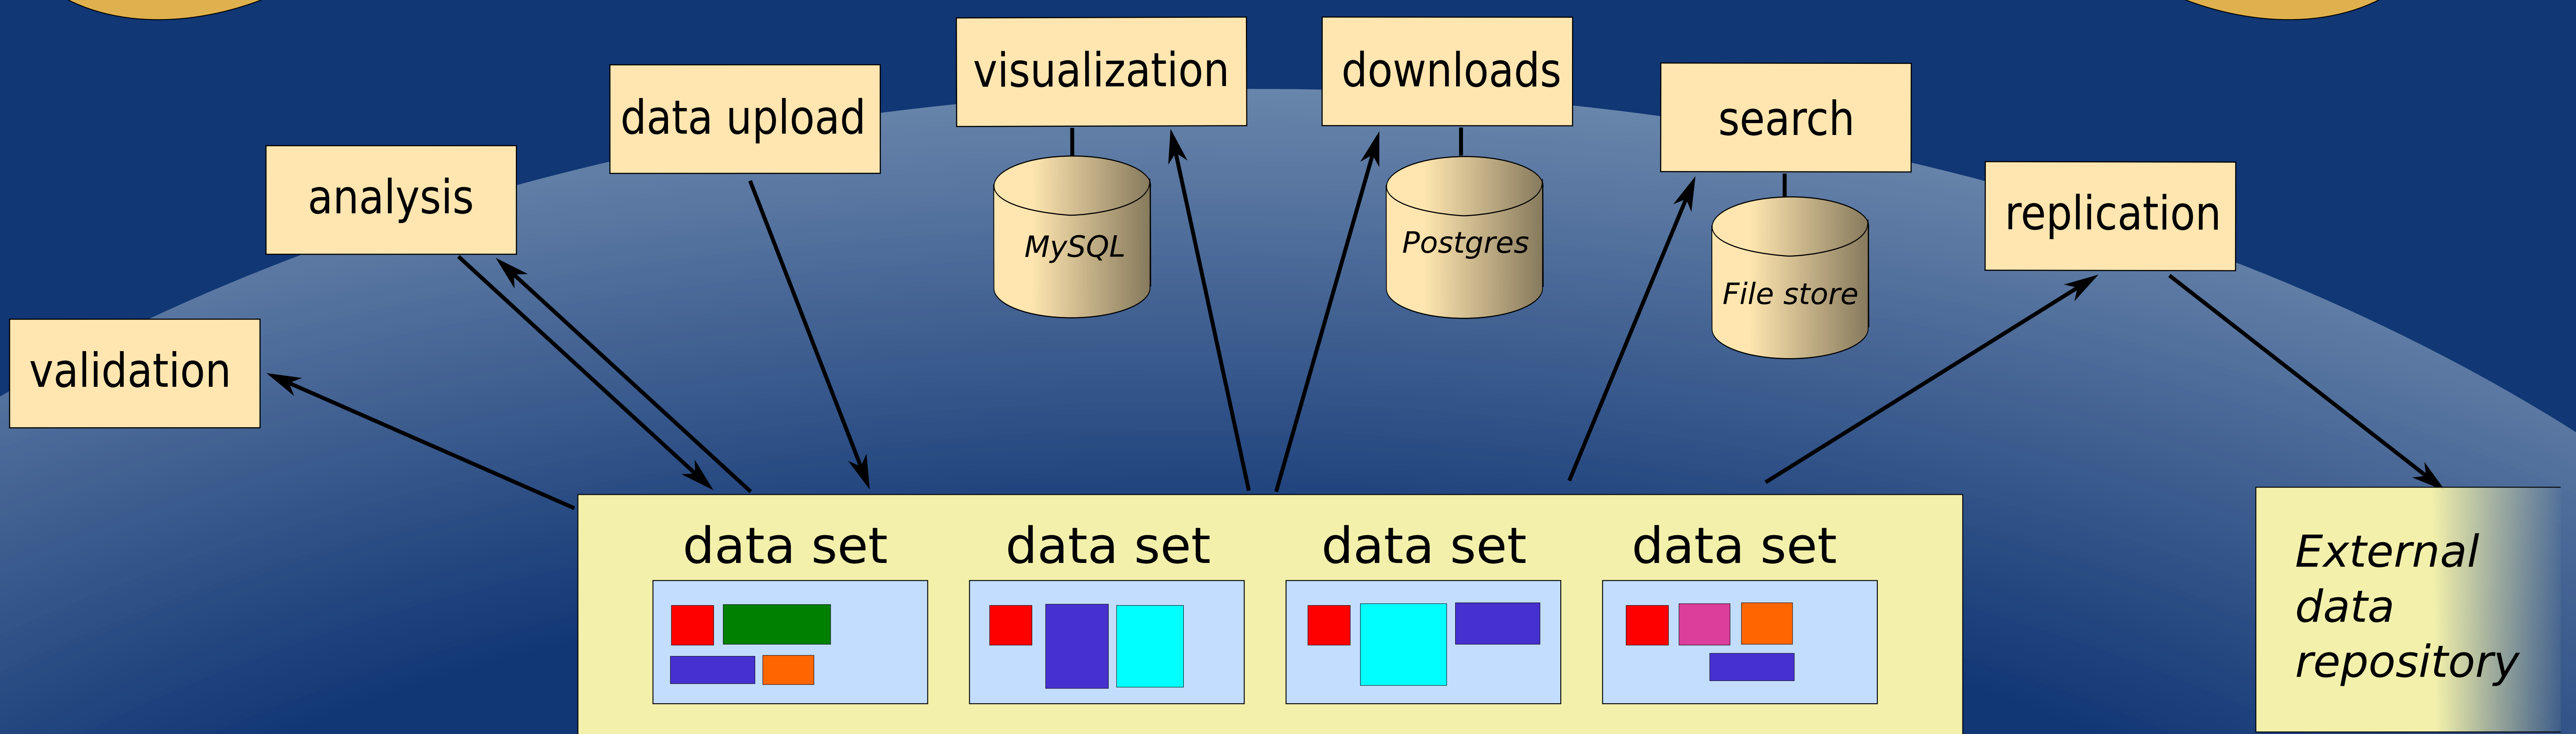 visualization
downloads
data upload
search
analysis
replication
MySQL
Postgres
File store
validation
data set
data set
data set
data set
External
data
repository